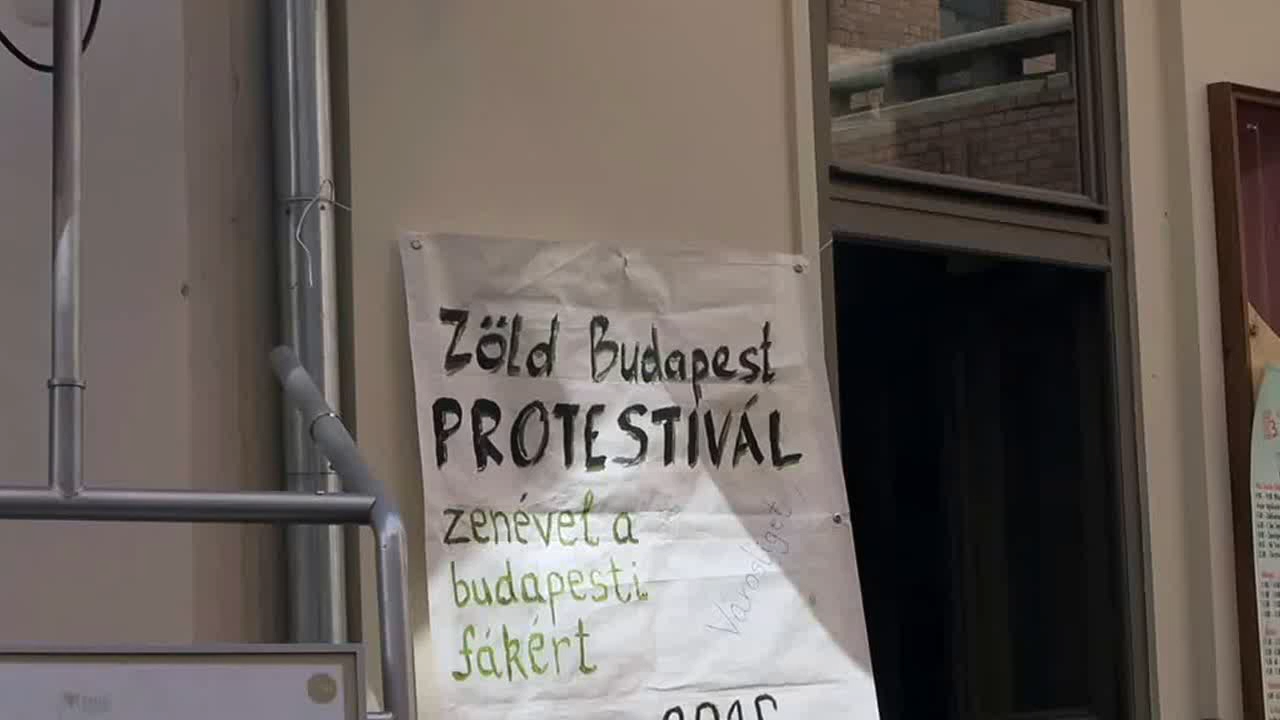 Zöld Budapest
PROTESTIVÁL
zenével a
budapesti
fákért
Városliget